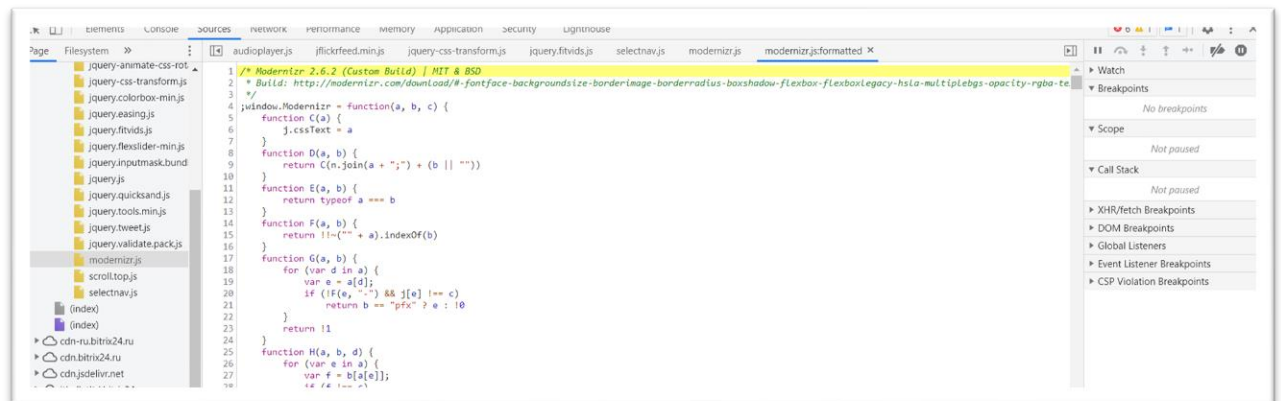 Elements Console Sources Network Performance Memory Application Security Lighthouse
Page Filesystem »
audioplayer.js jflickrfeed.min.js jquery-css-transform.js jquery.fitvids.js selectnav.js modernizr.js modernizr.js:formatted ×
jquery-animate-css-rot
jquery-css-transform.js
jquery.colorbox-min.js
jquery.easing.js
jquery.fitvids.js
jquery.flexslider-min.js
jquery.inputmask.bund
jquery.js
jquery.quicksand.js
jquery.tools.min.js
jquery.tweet.js
jquery.validate.pack.js
modernizr.js
scroll.top.js
selectnav.js
(index)
(index)
cdn-ru.bitrix24.ru
cdn.bitrix24.ru
cdn.jsdelivr.net
1 /* Modernizr 2.6.2 (Custom Build) | MIT & BSD
2 * Build: http://modernizr.com/download/#-fontface-backgroundsize-borderimage-borderradius-boxshadow-flexbox-flexboxlegacy-hsla-multiplebgs-opacity-rgba-te
3 */
4 ;window.Modernizr = function(a, b, c) {
5 function C(a) {
6 j.cssText = a
7 }
8 function D(a, b) {
9 return C(n.join(a + ";") + (b || ""))
10 }
11 function E(a, b) {
12 return typeof a === b
13 }
14 function F(a, b) {
15 return !!~("" + a).indexOf(b)
16 }
17 function G(a, b) {
18 for (var d in a) {
19 var e = a[d];
20 if (!F(e, "-") && j[e] !== c)
21 return b == "pfx" ? e : !0
22 }
23 return !1
24 }
25 function H(a, b, d) {
26 for (var e in a) {
27 var f = b[a[e]];
28 if (f !== c)
Watch
Breakpoints
No breakpoints
Scope
Not paused
Call Stack
Not paused
XHR/fetch Breakpoints
DOM Breakpoints
Global Listeners
Event Listener Breakpoints
CSP Violation Breakpoints